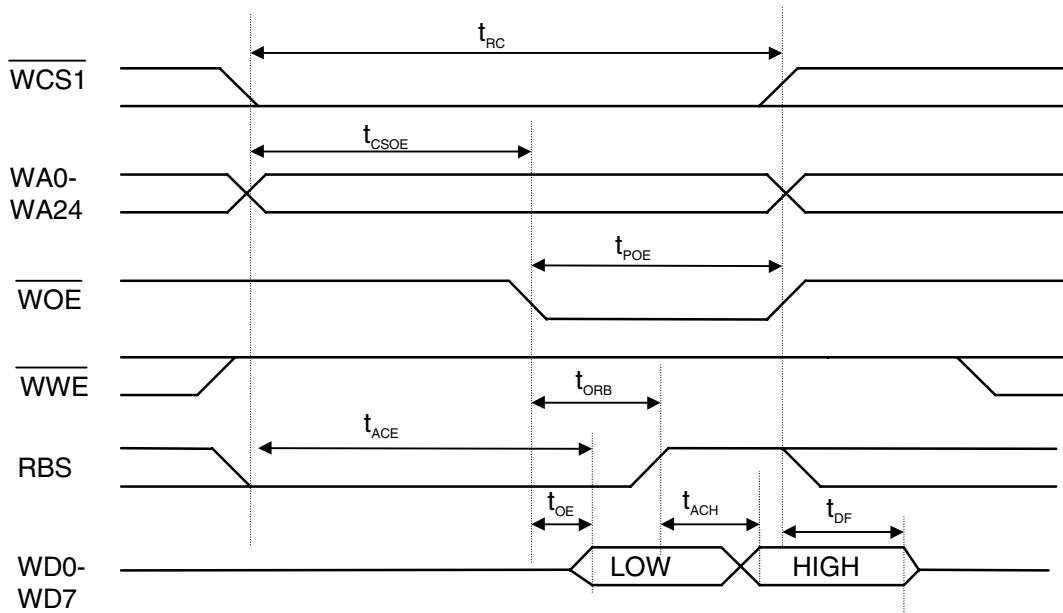 t_RC
WCS1
t_CSOE
WA0-
WA24
t_POE
WOE
WWE
t_ORB
t_ACE
RBS
t_OE
t_ACH
t_DF
WD0-
WD7
LOW
HIGH